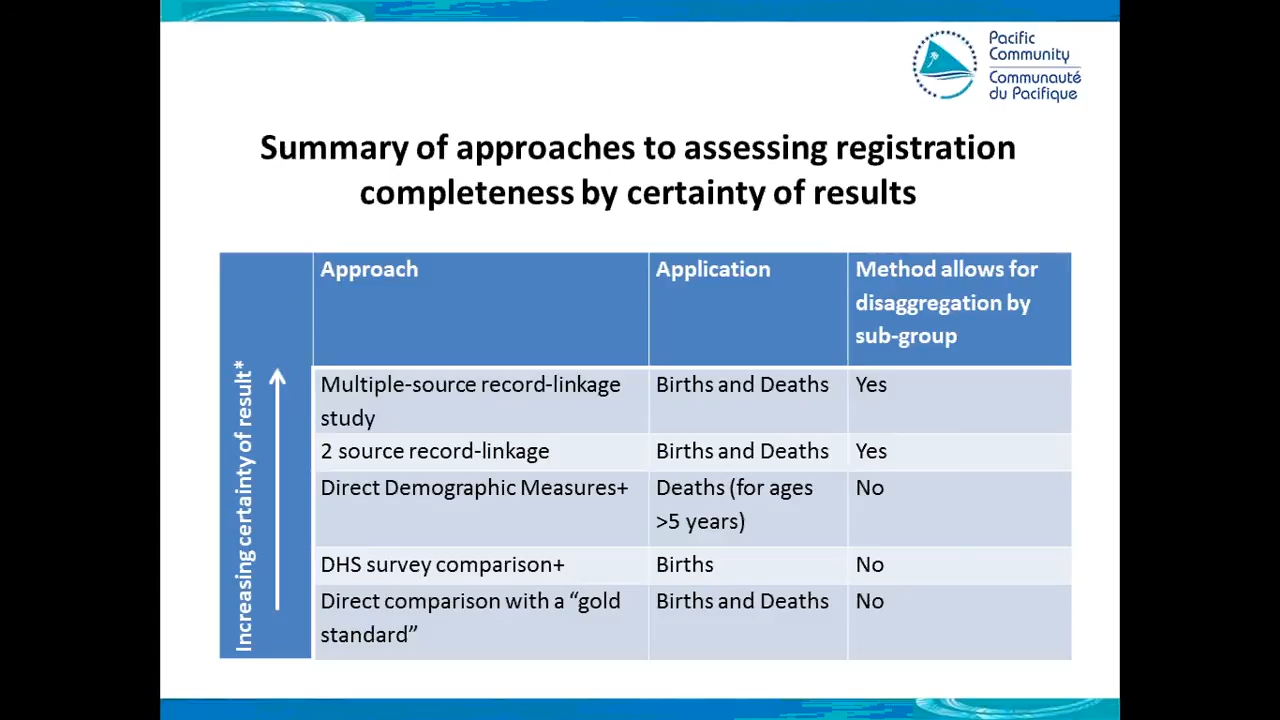 Pacific
Community
Communauté
du Pacifique
Summary of approaches to assessing registration
completeness by certainty of results
Increasing certainty of result*
Approach
Application
Method allows for
disaggregation by
sub-group
Multiple-source record-linkage
study
Births and Deaths
Yes
2 source record-linkage
Births and Deaths
Yes
Direct Demographic Measures+
Deaths (for ages
>5 years)
No
DHS survey comparison+
Births
No
Direct comparison with a “gold
standard”
Births and Deaths
No